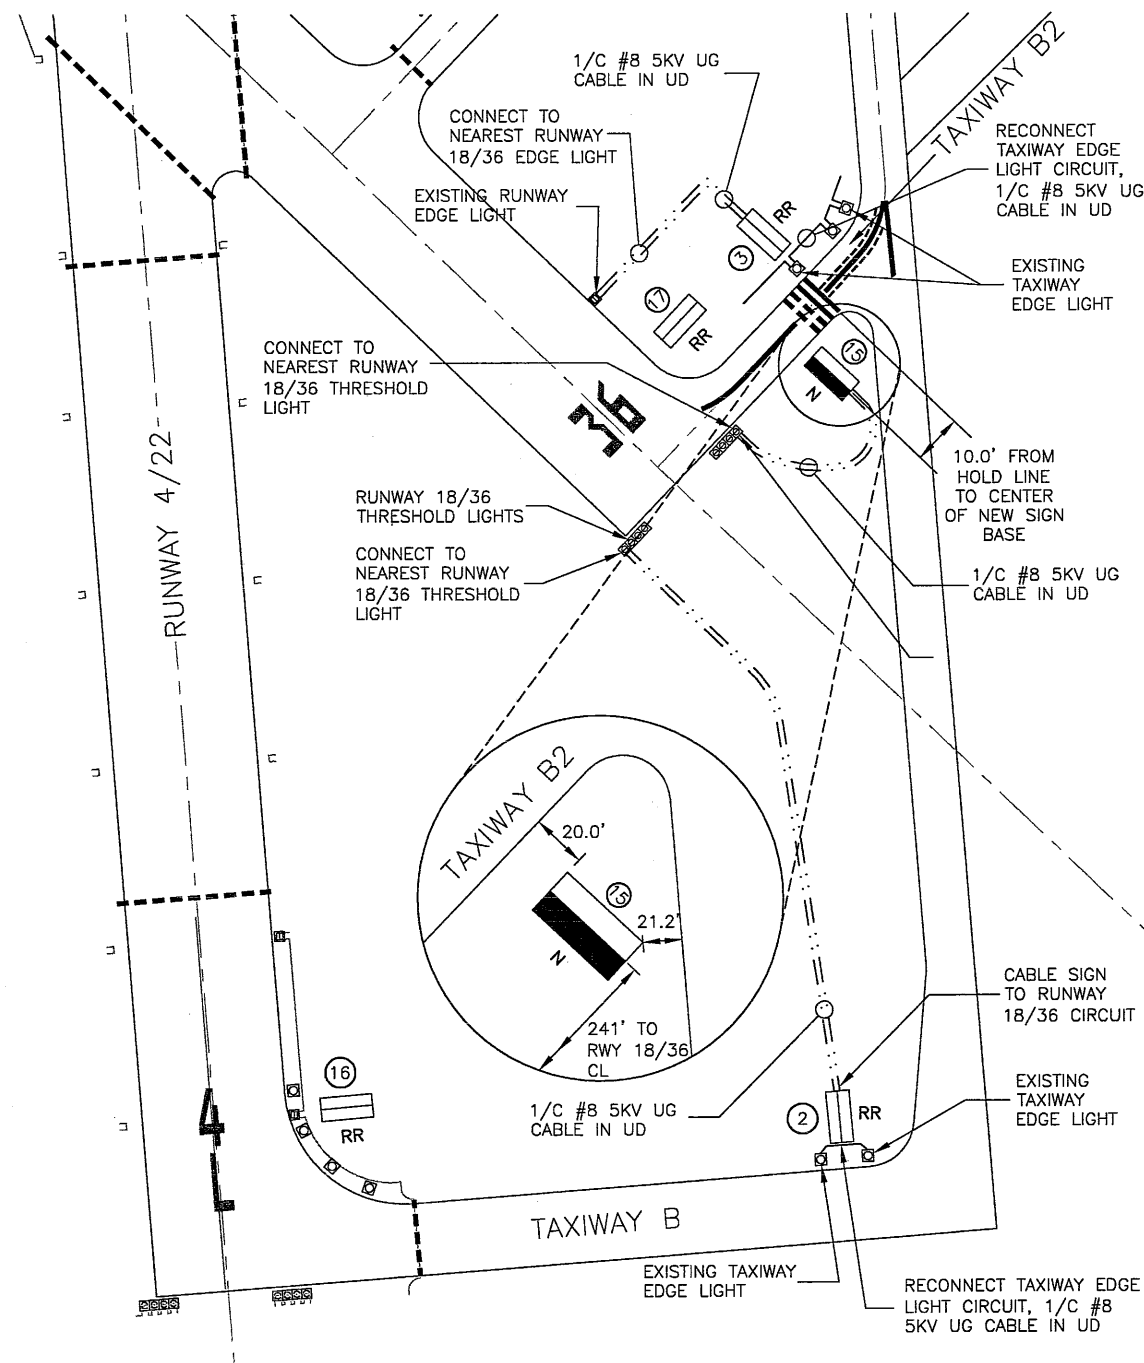 1/C #8 5KV UG
CABLE IN UD
CONNECT TO
NEAREST RUNWAY
18/36 EDGE LIGHT
EXISTING RUNWAY
EDGE LIGHT
TAXIWAY B2
RECONNECT
TAXIWAY EDGE
LIGHT CIRCUIT,
1/C #8 5KV UG
CABLE IN UD
RR
3
17
RR
EXISTING
TAXIWAY
EDGE LIGHT
CONNECT TO
NEAREST RUNWAY
18/36 THRESHOLD
LIGHT
15
N
36
10.0' FROM
HOLD LINE
TO CENTER
OF NEW SIGN
BASE
RUNWAY 4/22
RUNWAY 18/36
THRESHOLD LIGHTS
CONNECT TO
NEAREST RUNWAY
18/36 THRESHOLD
LIGHT
1/C #8 5KV UG
CABLE IN UD
TAXIWAY B2
20.0'
15
21.2'
N
241' TO
RWY 18/36
CL
CABLE SIGN
TO RUNWAY
18/36 CIRCUIT
16
RR
1/C #8 5KV UG
CABLE IN UD
2
RR
EXISTING
TAXIWAY
EDGE LIGHT
4
L
TAXIWAY B
EXISTING TAXIWAY
EDGE LIGHT
RECONNECT TAXIWAY EDGE
LIGHT CIRCUIT, 1/C #8
5KV UG CABLE IN UD